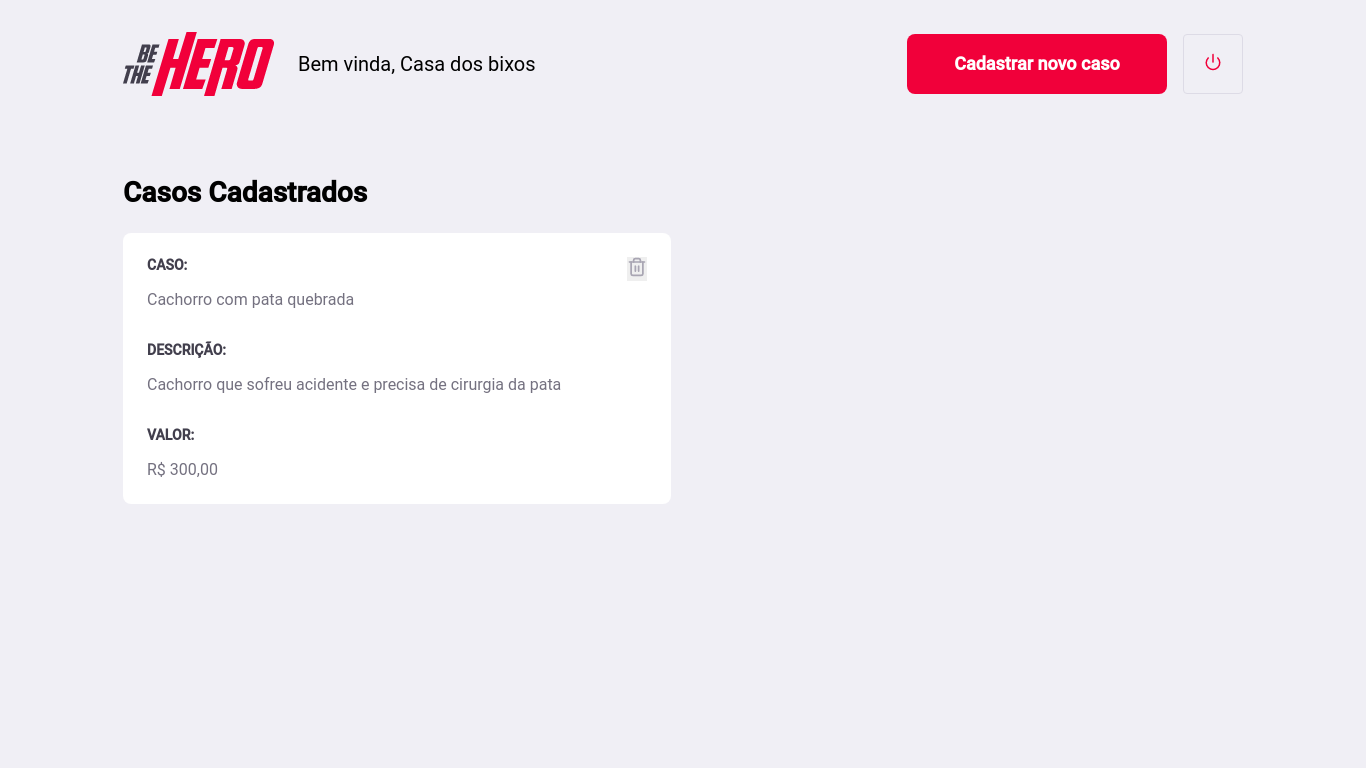 BE THE HERO
Bem vinda, Casa dos bixos
Cadastrar novo caso
Casos Cadastrados
CASO:
Cachorro com pata quebrada
DESCRIÇÃO:
Cachorro que sofreu acidente e precisa de cirurgia da pata
VALOR:
R$ 300,00